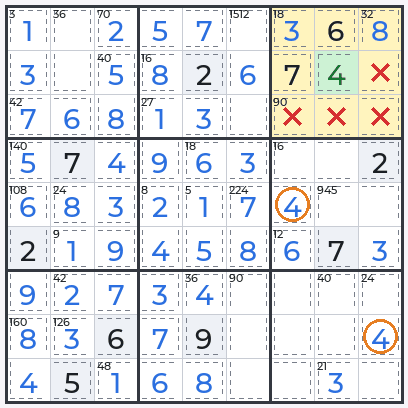 3 36 70 1512 18 32
1 2 5 7 3 6 8
40 16
3 5 8 2 6 7 4 ×
42 27 90
7 6 8 1 3 × × ×
140 18 16
5 7 4 9 6 3 2
108 24 8 5 224 945
6 8 3 2 1 7 4
9 12
2 1 9 4 5 8 6 7 3
42 36 90 40 24
9 2 7 3 4
160 126
8 3 6 7 9 4
48 21
4 5 1 6 8 3